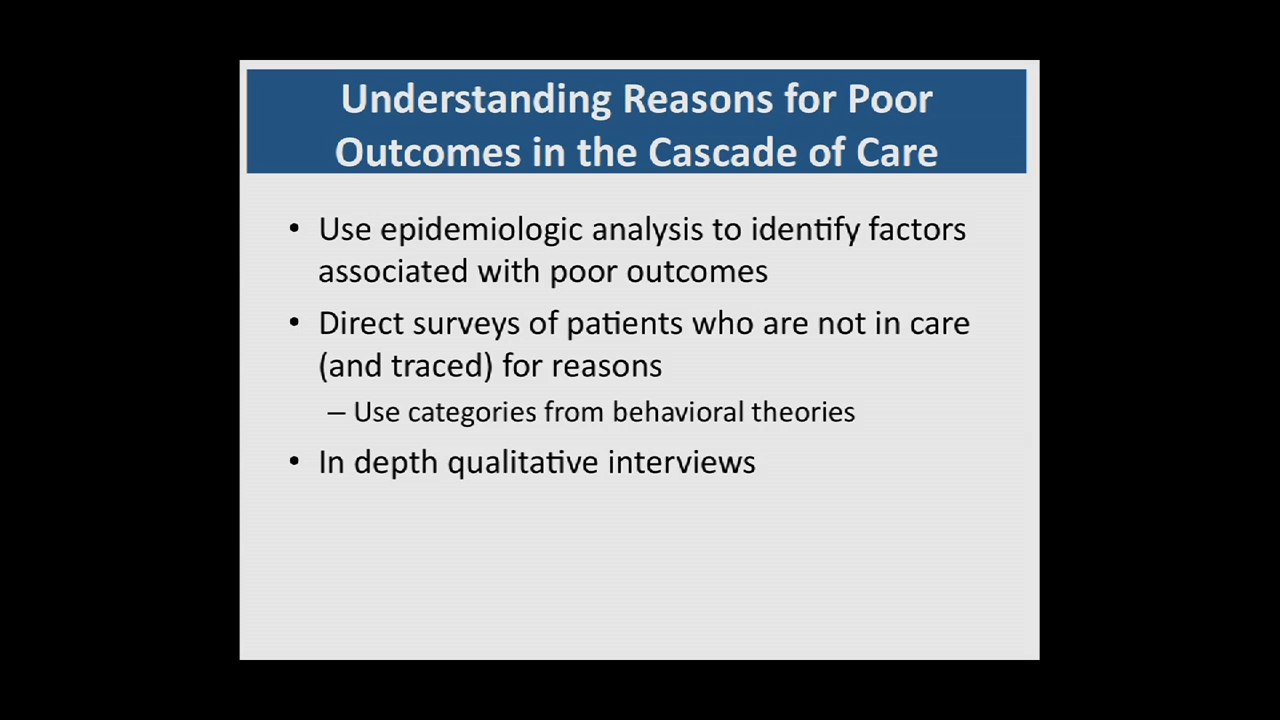 Understanding Reasons for Poor
Outcomes in the Cascade of Care
• Use epidemiologic analysis to identify factors
associated with poor outcomes
• Direct surveys of patients who are not in care
(and traced) for reasons
– Use categories from behavioral theories
• In depth qualitative interviews